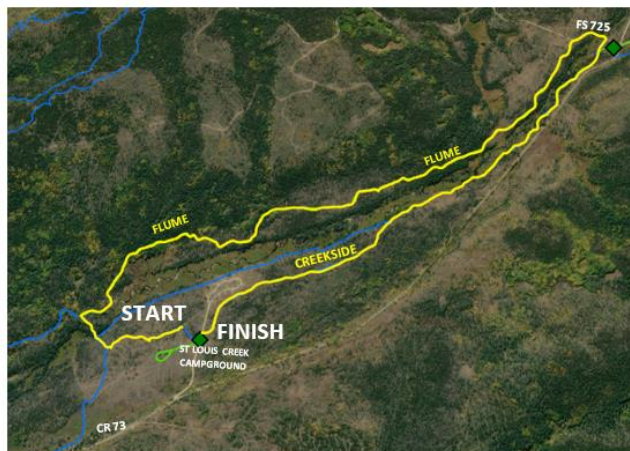 FS 725
FLUME
FLUME
CREEKSIDE
START
FINISH
ST LOUIS CREEK
CAMPGROUND
CR 73